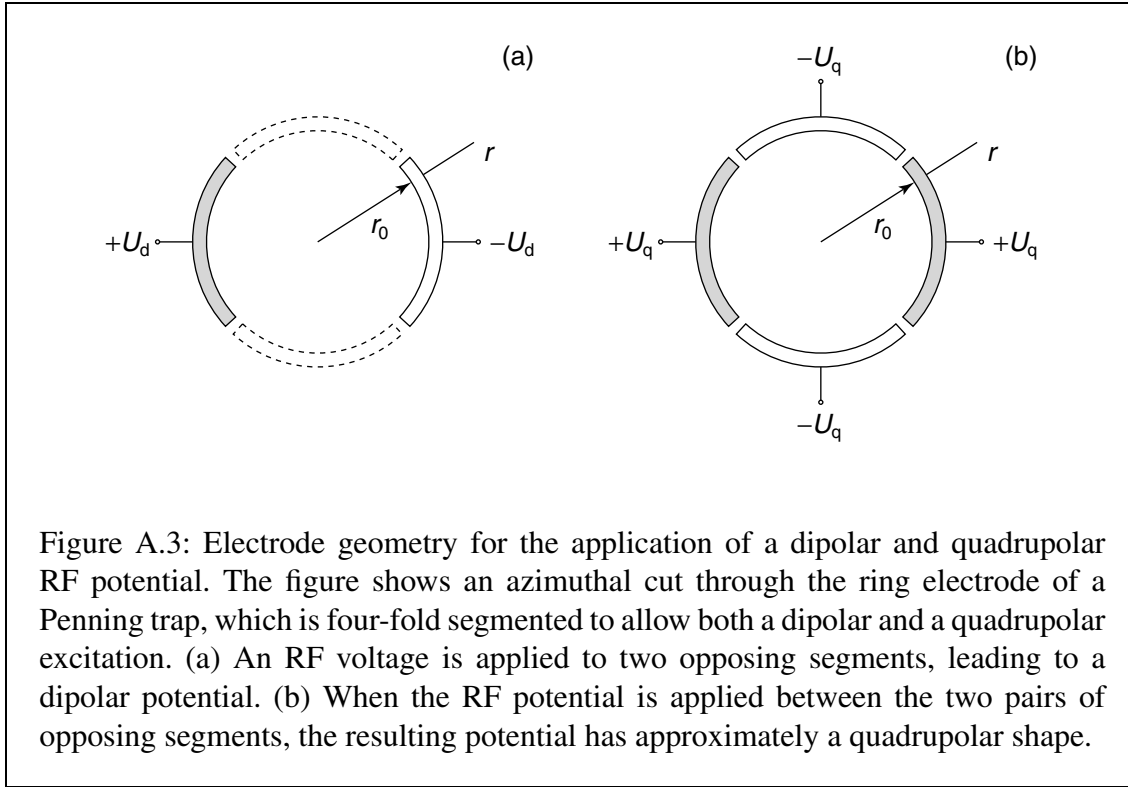 (a)
r
r0
+Ud
−Ud
(b)
−Uq
r
r0
+Uq
+Uq
−Uq
Figure A.3: Electrode geometry for the application of a dipolar and quadrupolar
RF potential. The figure shows an azimuthal cut through the ring electrode of a
Penning trap, which is four-fold segmented to allow both a dipolar and a quadrupolar
excitation. (a) An RF voltage is applied to two opposing segments, leading to a
dipolar potential. (b) When the RF potential is applied between the two pairs of
opposing segments, the resulting potential has approximately a quadrupolar shape.